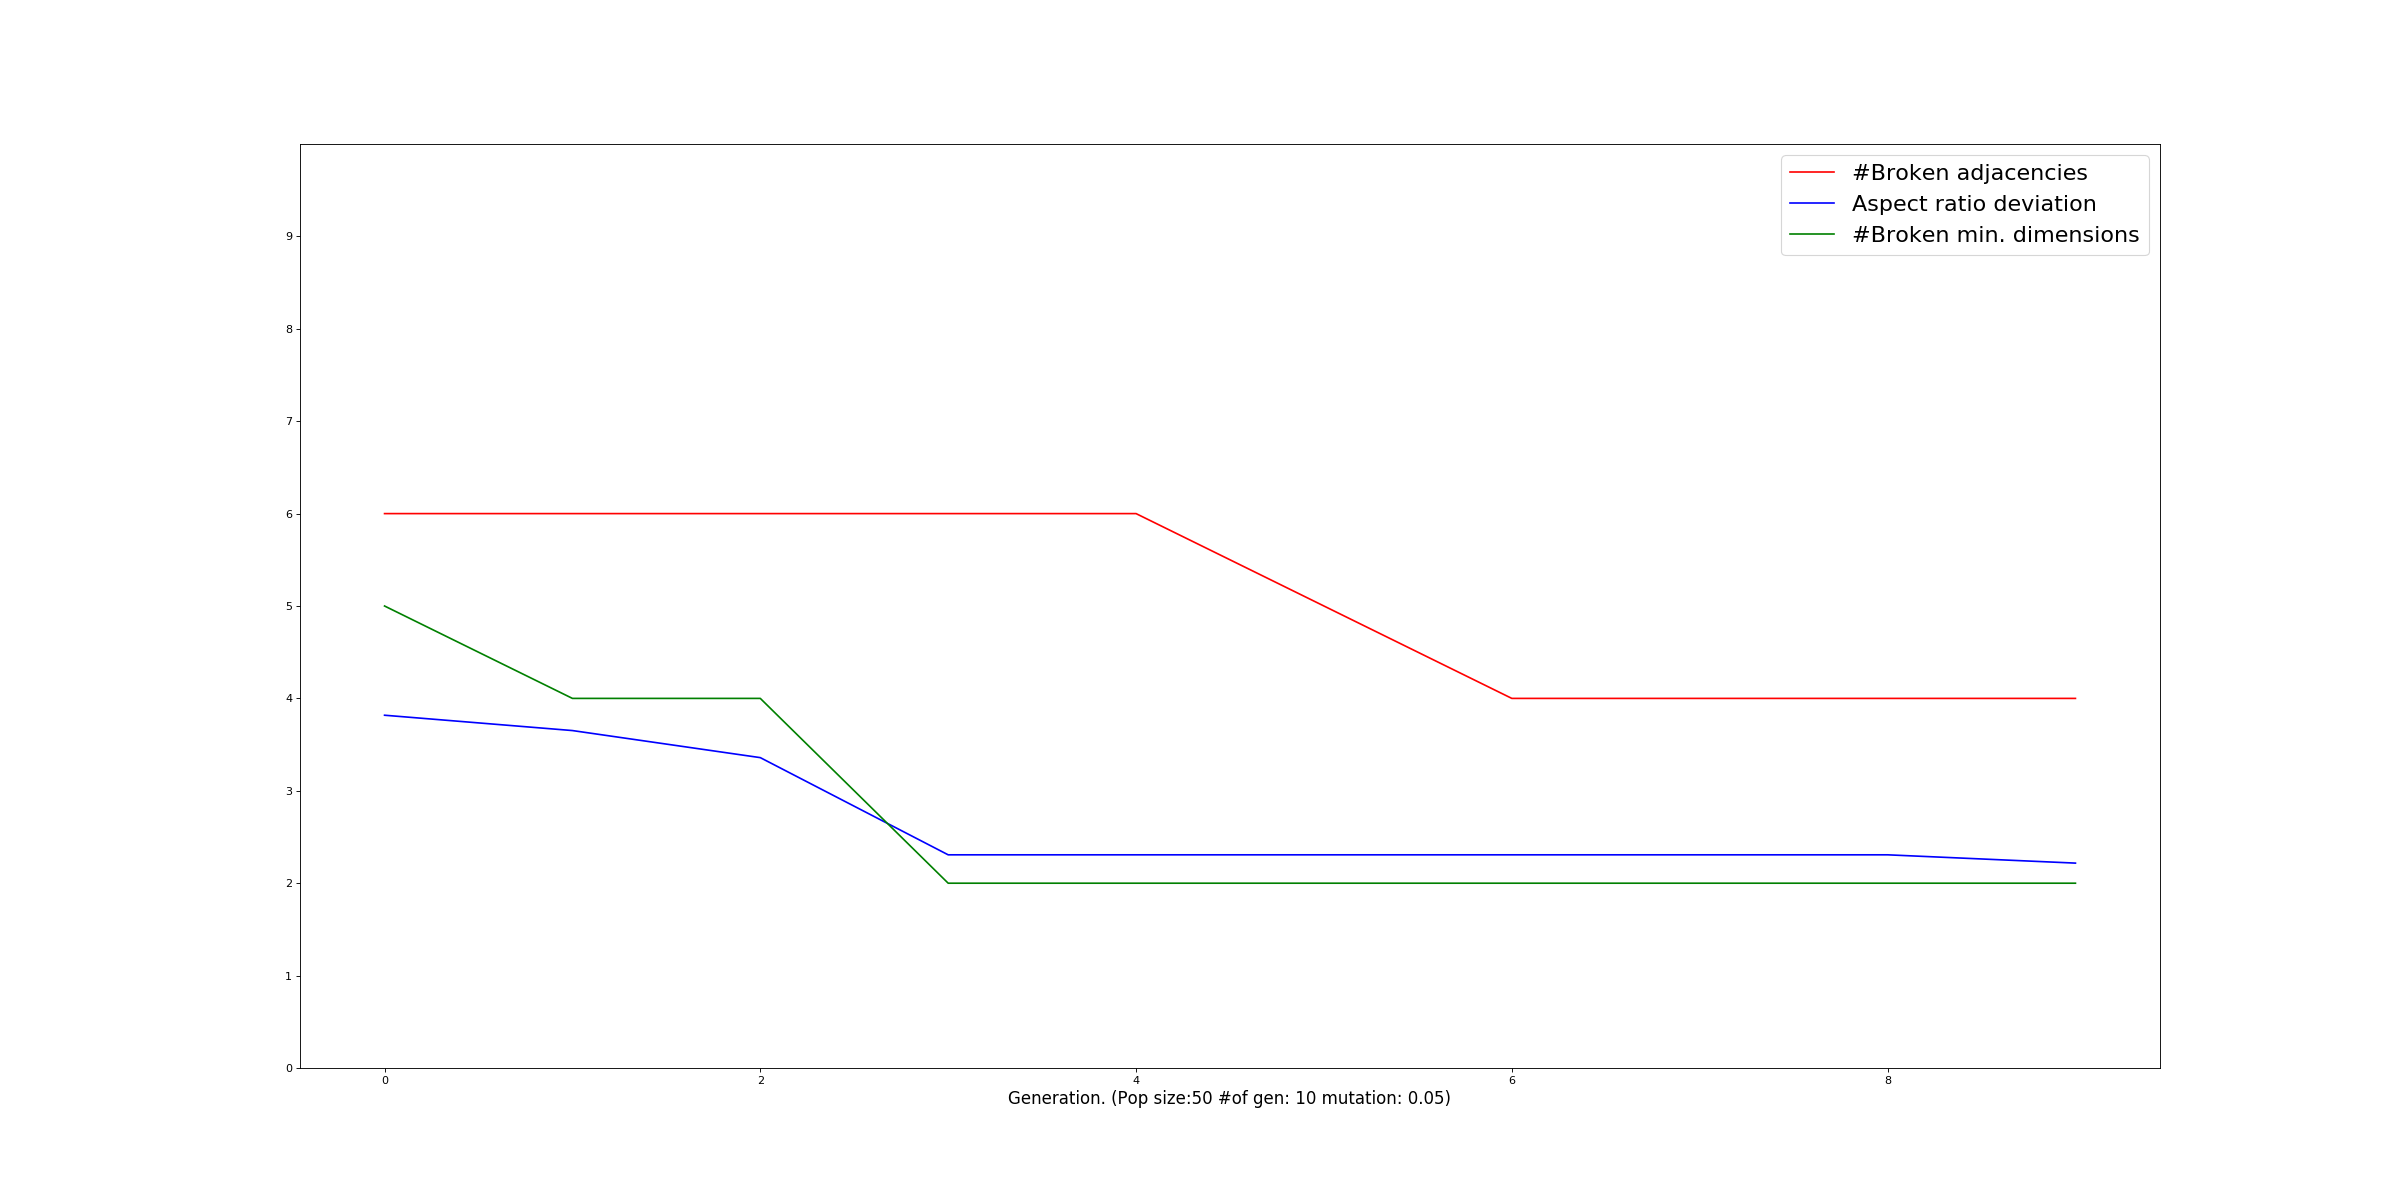 #Broken adjacencies
Aspect ratio deviation
#Broken min. dimensions
9
8
7
6
5
4
3
2
1
0
0 2 4 6 8
Generation. (Pop size:50 #of gen: 10 mutation: 0.05)